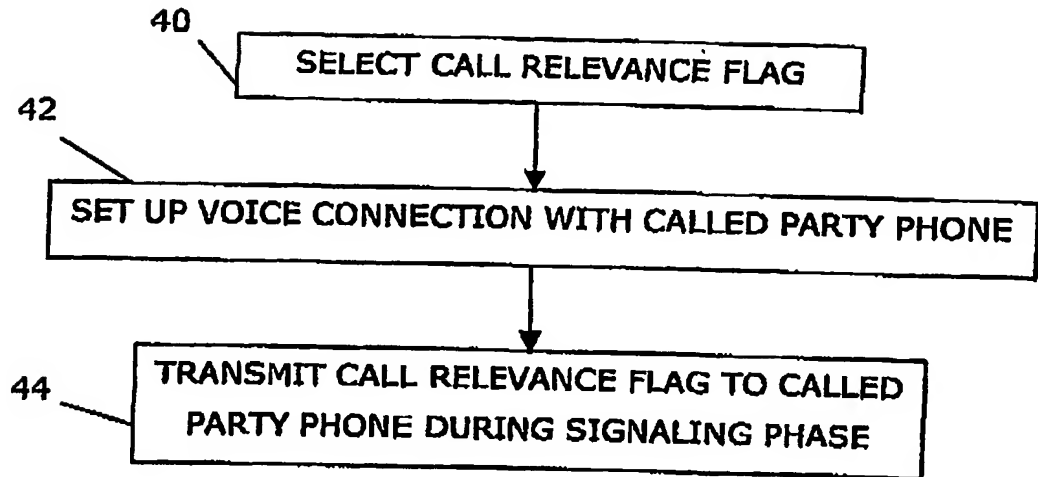 40
SELECT CALL RELEVANCE FLAG
42
SET UP VOICE CONNECTION WITH CALLED PARTY PHONE
44
TRANSMIT CALL RELEVANCE FLAG TO CALLED
PARTY PHONE DURING SIGNALING PHASE